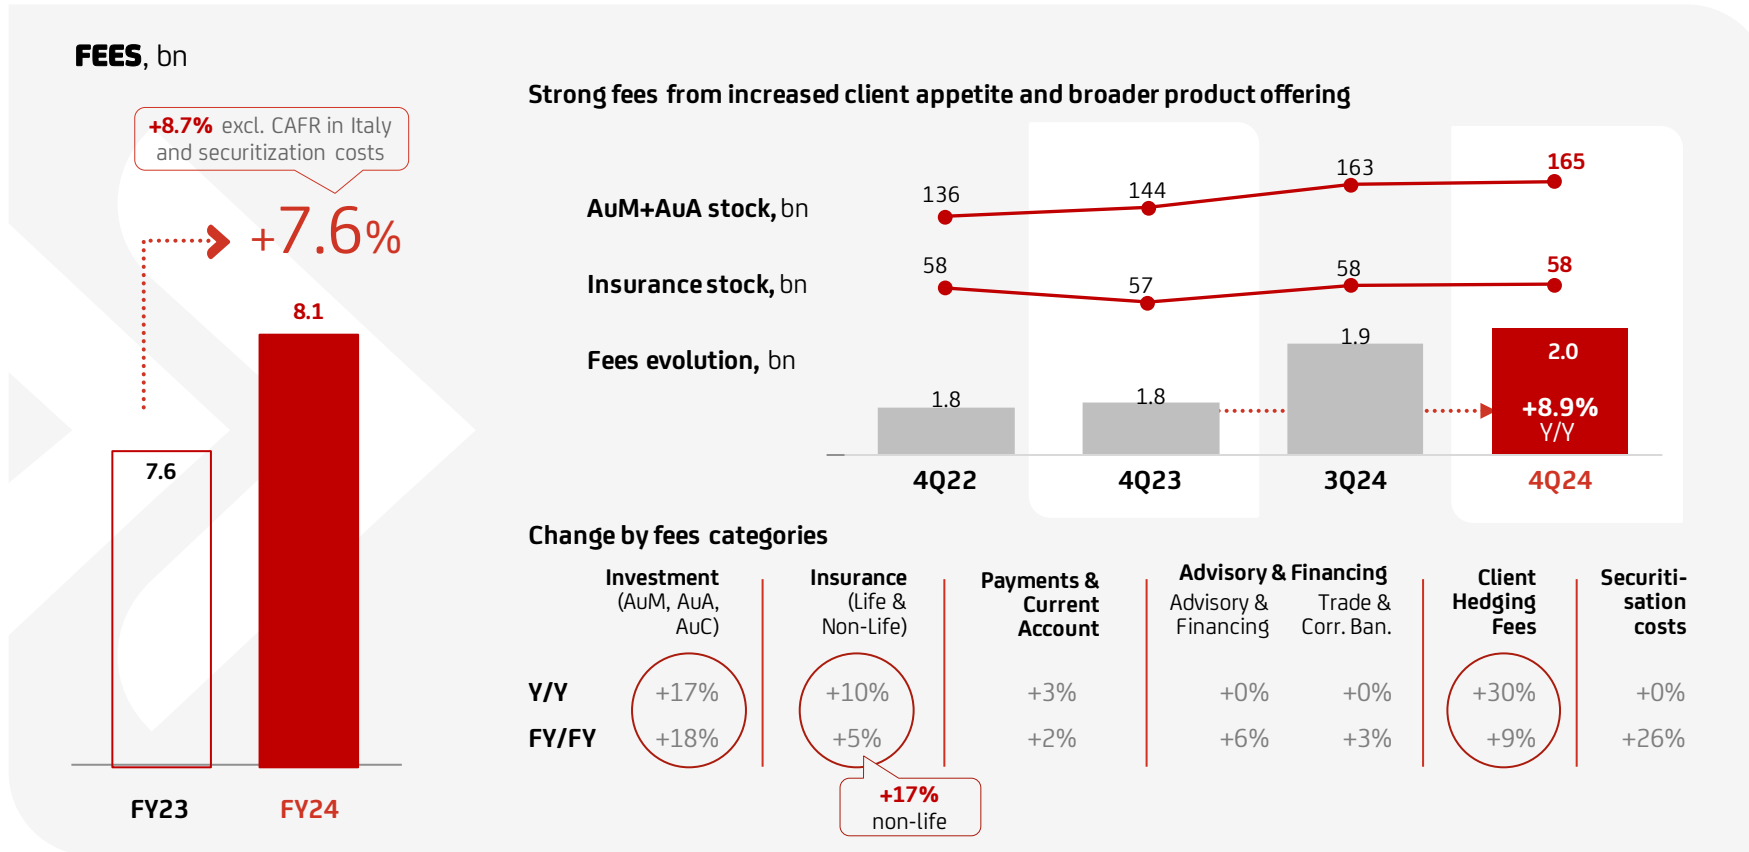 FEES, bn
+8.7% excl. CAFR in Italy
and securitization costs
+7.6%
8.1
7.6
FY23
FY24
Strong fees from increased client appetite and broader product offering
AuM+AuA stock, bn
136
144
163
165
Insurance stock, bn
58
57
58
58
Fees evolution, bn
1.8
1.8
1.9
2.0
+8.9%
Y/Y
4Q22
4Q23
3Q24
4Q24
Change by fees categories
Investment
(AuM, AuA,
AuC)
Insurance
(Life &
Non-Life)
Payments &
Current
Account
Advisory & Financing
Advisory &
Financing
Trade &
Corr. Ban.
Client
Hedging
Fees
Securiti-
sation
costs
Y/Y +17% +10% +3% +0% +0% +30% +0%
FY/FY +18% +5% +2% +6% +3% +9% +26%
+17%
non-life